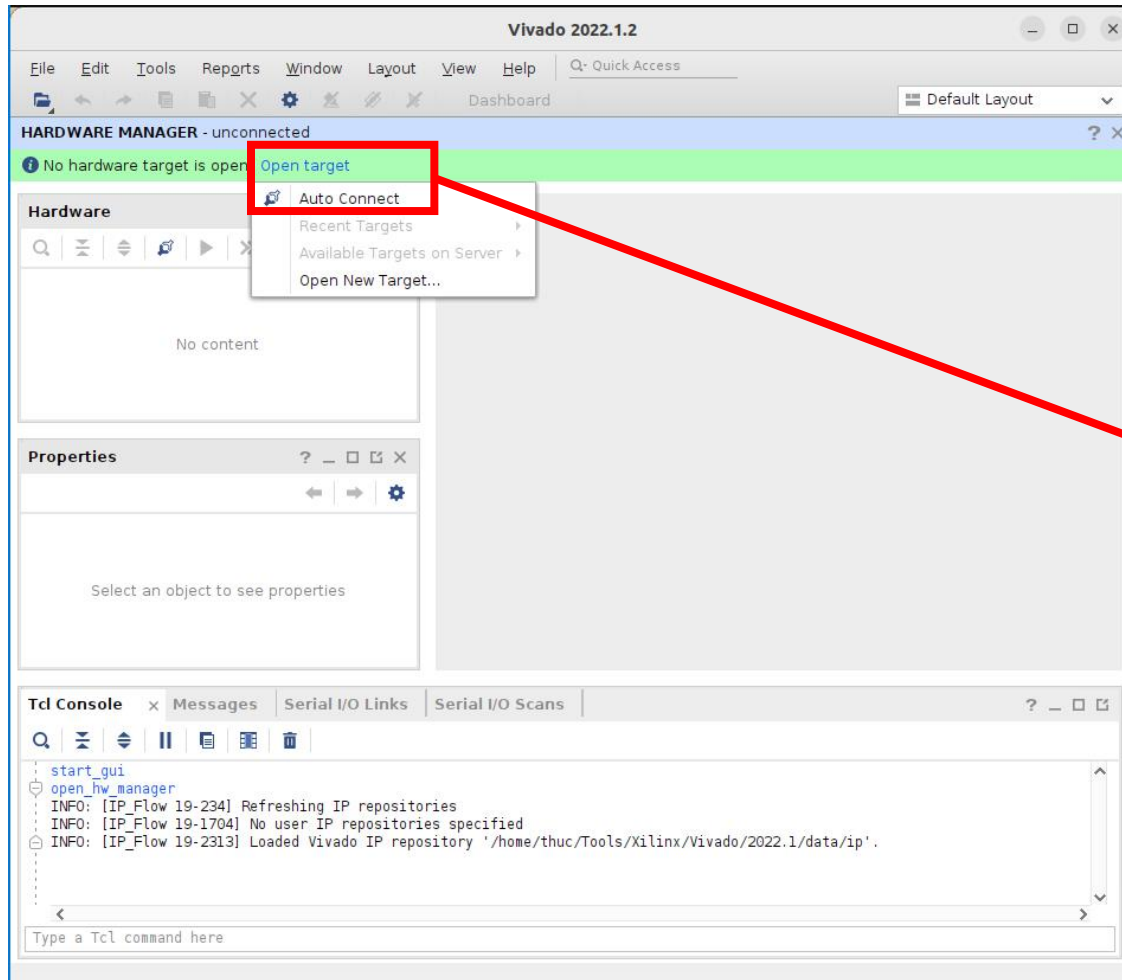 Vivado 2022.1.2
File Edit Tools Reports Window Layout View Help Quick Access
Dashboard Default Layout
HARDWARE MANAGER - unconnected
No hardware target is open Open target
Auto Connect
Recent Targets
Available Targets on Server
Open New Target...
Hardware
No content
Properties
Select an object to see properties
Tcl Console Messages Serial I/O Links Serial I/O Scans
start_gui
open_hw_manager
INFO: [IP_Flow 19-234] Refreshing IP repositories
INFO: [IP_Flow 19-1704] No user IP repositories specified
INFO: [IP_Flow 19-2313] Loaded Vivado IP repository '/home/thuc/Tools/Xilinx/Vivado/2022.1/data/ip'.
Type a Tcl command here